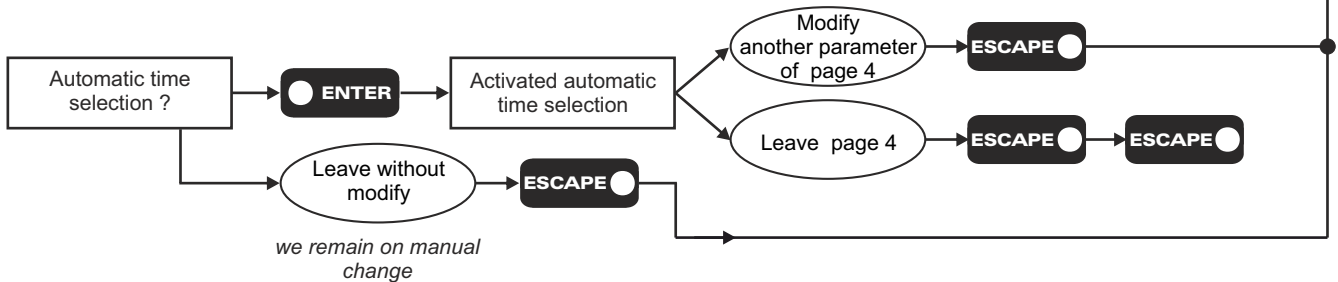 Automatic time
selection ?
ENTER
Activated automatic
time selection
Modify
another parameter
of page 4
ESCAPE
Leave page 4
ESCAPE
ESCAPE
Leave without
modify
ESCAPE
we remain on manual
change